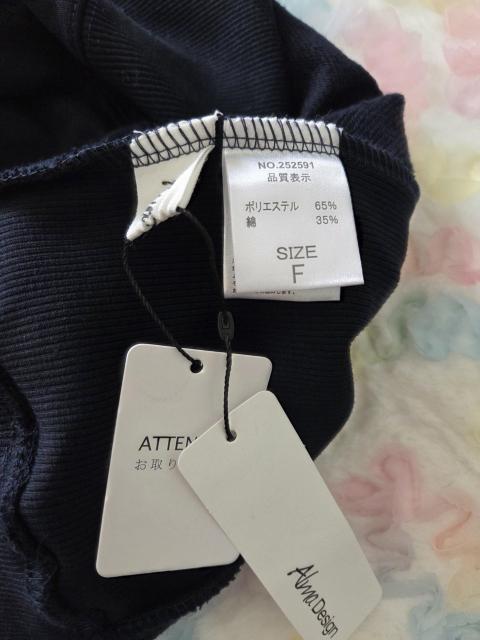 NO.252591
品質表示
ポリエステル 65%
綿 35%
SIZE
F
ATTEN
お取り
Alma Design